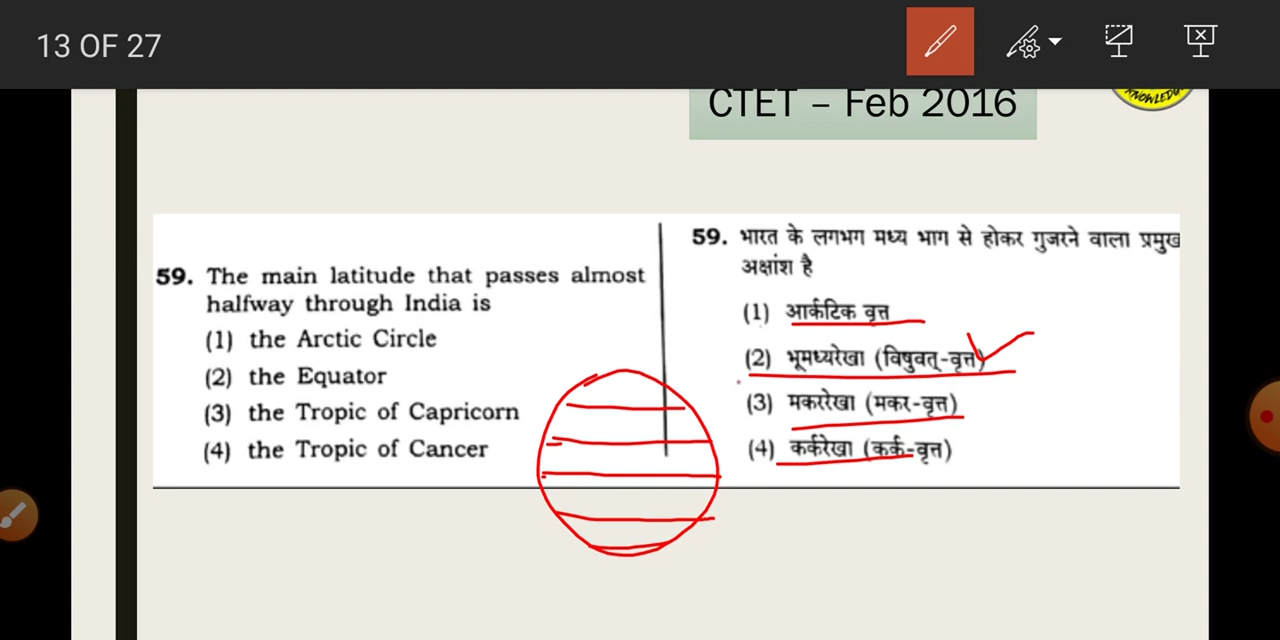 13 OF 27
CTET – Feb 2016
KNOWLEDGE
59. The main latitude that passes almost
halfway through India is
(1) the Arctic Circle
(2) the Equator
(3) the Tropic of Capricorn
(4) the Tropic of Cancer
59. भारत के लगभग मध्य भाग से होकर गुजरने वाला प्रमुख
अक्षांश है
(1) आर्कटिक वृत्त
(2) भूमध्यरेखा (विषुवत्-वृत्त)
(3) मकररेखा (मकर-वृत्त)
(4) कर्करेखा (कर्क-वृत्त)